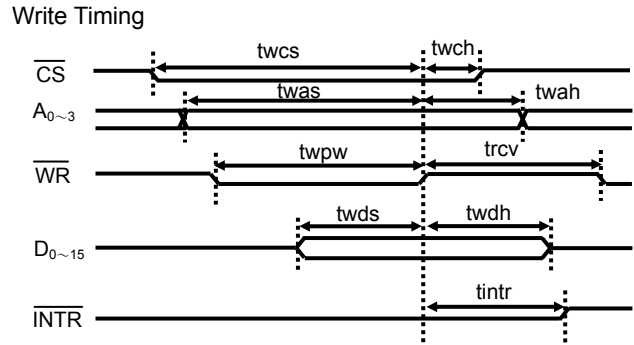 Write Timing
twcs twch
CS
twas twah
A0～3
twpw trcv
WR
twds twdh
D0～15
tintr
INTR